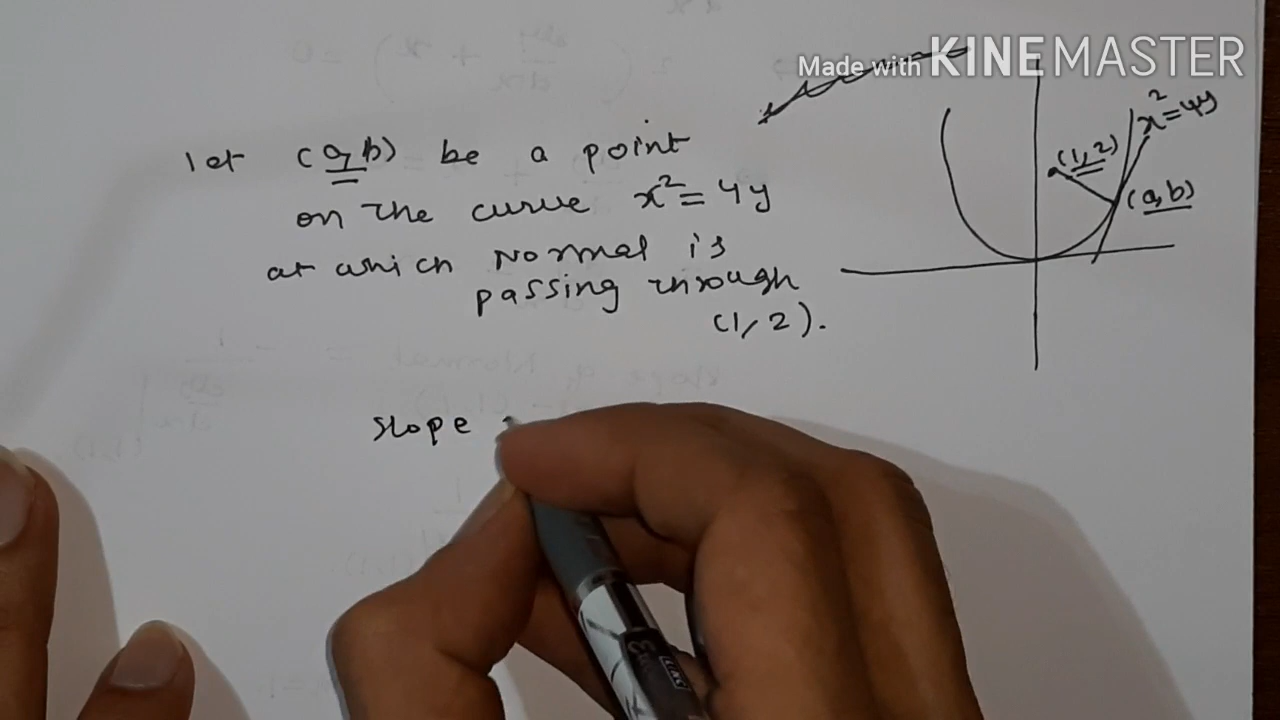 Made with KINEMASTER
let (a,b) be a point
on the curve x²=4y
at which Normal is
passing through
(1,2).
x²=4y
(1,2)
(a,b)
slope